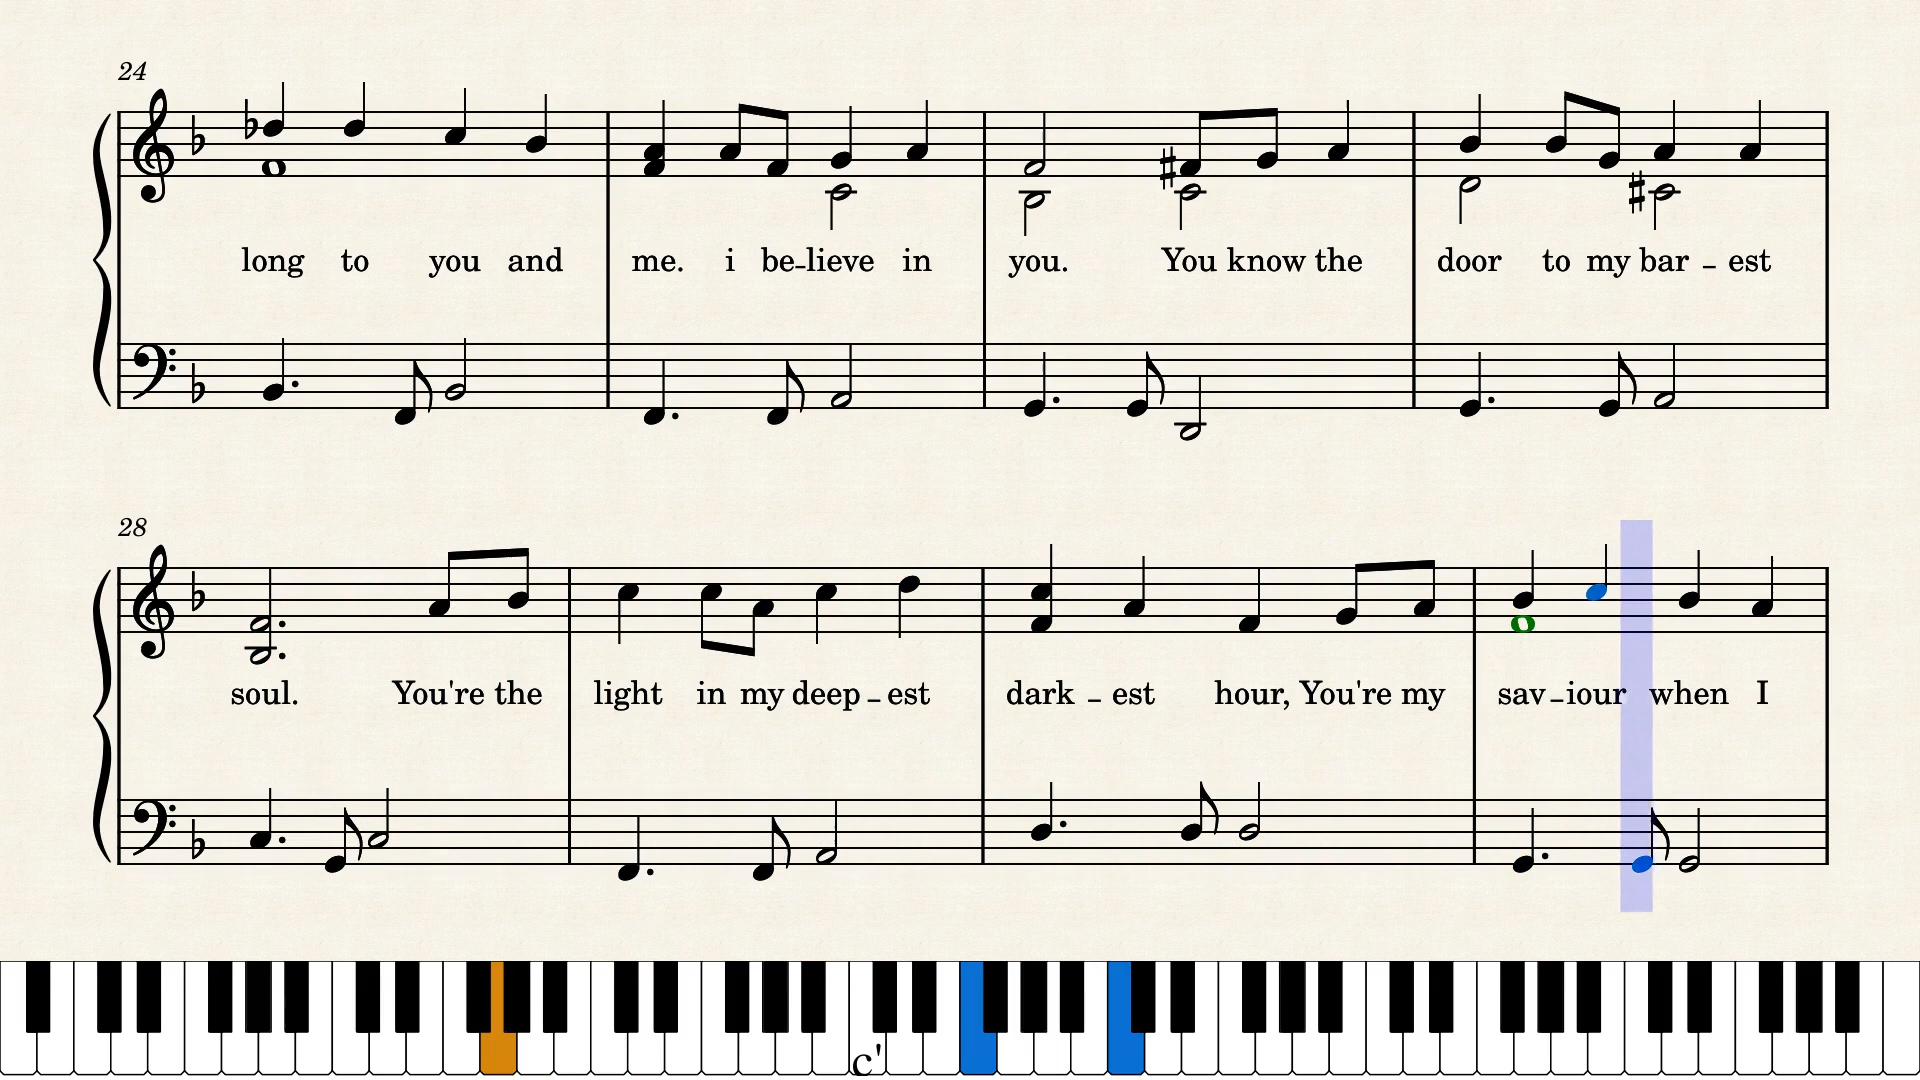 24
long to you and me. i be-lieve in you. You know the door to my bar - est
28
soul. You're the light in my deep - est dark - est hour, You're my sav-iour when I
c'